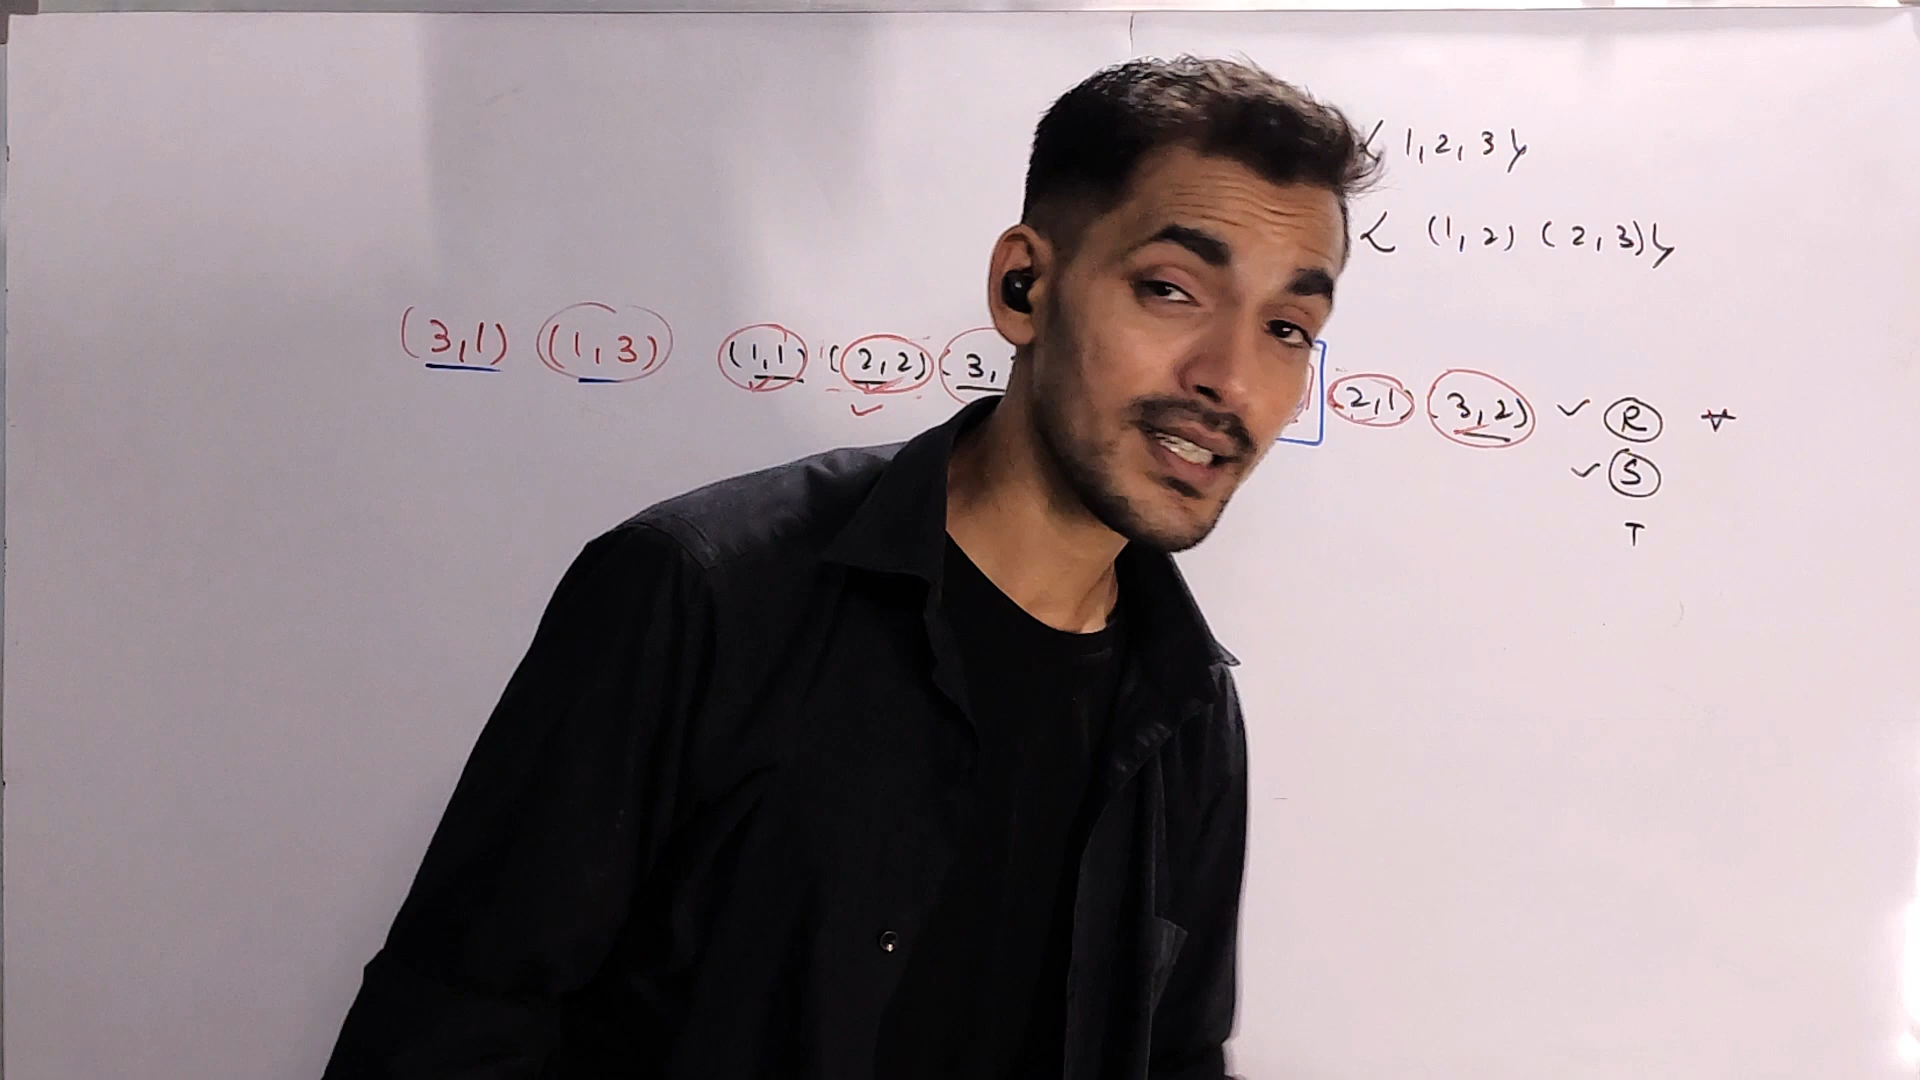 { 1, 2, 3 }
{ (1, 2) (2, 3) }
(3,1) (1,3) (1,1) (2,2) (3, (2,1) (3,2) ✓ R ∀
✓ S
T